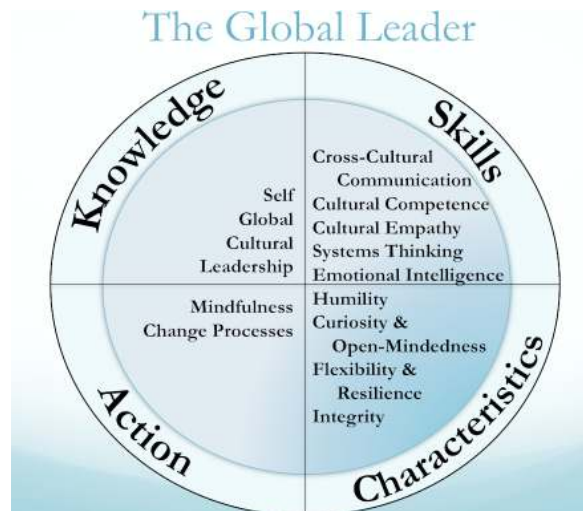 The Global Leader
Knowledge
Self
Global
Cultural
Leadership
Skills
Cross-Cultural
Communication
Cultural Competence
Cultural Empathy
Systems Thinking
Emotional Intelligence
Action
Mindfulness
Change Processes
Characteristics
Humility
Curiosity &
Open-Mindedness
Flexibility &
Resilience
Integrity